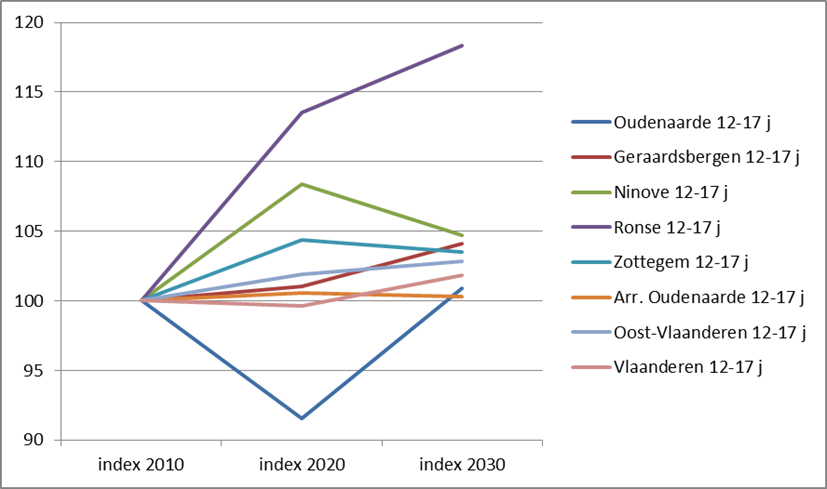 120
115
110
105
100
95
90
index 2010
index 2020
index 2030
Oudenaarde 12-17 j
Geraardsbergen 12-17 j
Ninove 12-17 j
Ronse 12-17 j
Zottegem 12-17 j
Arr. Oudenaarde 12-17 j
Oost-Vlaanderen 12-17 j
Vlaanderen 12-17 j